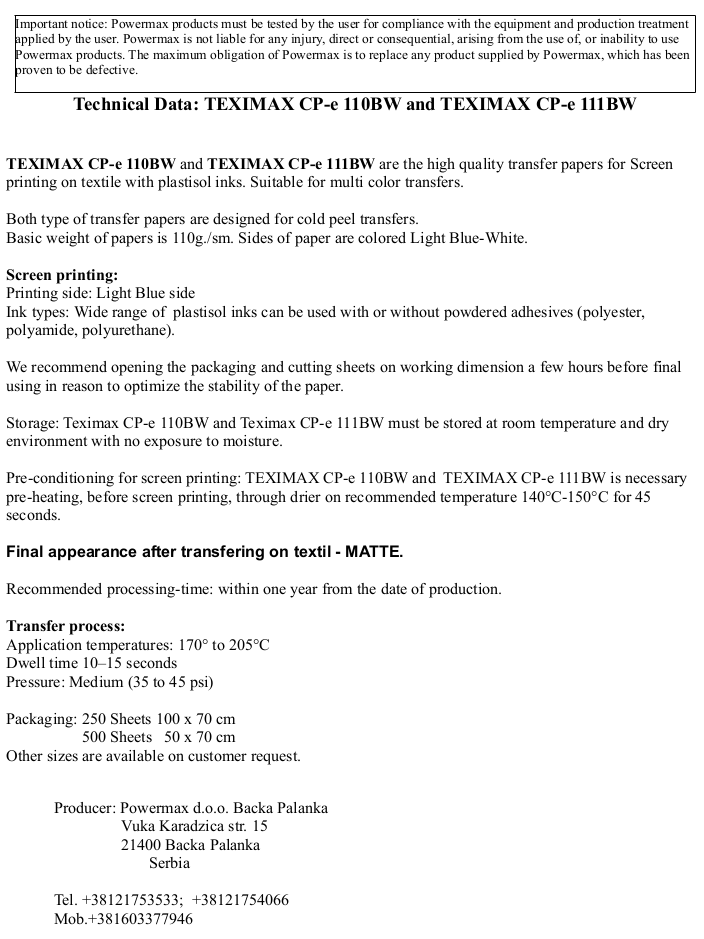 Important notice: Powermax products must be tested by the user for compliance with the equipment and production treatment
applied by the user. Powermax is not liable for any injury, direct or consequential, arising from the use of, or inability to use
Powermax products. The maximum obligation of Powermax is to replace any product supplied by Powermax, which has been
proven to be defective.
Technical Data: TEXIMAX CP-e 110BW and TEXIMAX CP-e 111BW
TEXIMAX CP-e 110BW and TEXIMAX CP-e 111BW are the high quality transfer papers for Screen
printing on textile with plastisol inks. Suitable for multi color transfers.
Both type of transfer papers are designed for cold peel transfers.
Basic weight of papers is 110g./sm. Sides of paper are colored Light Blue-White.
Screen printing:
Printing side: Light Blue side
Ink types: Wide range of plastisol inks can be used with or without powdered adhesives (polyester,
polyamide, polyurethane).
We recommend opening the packaging and cutting sheets on working dimension a few hours before final
using in reason to optimize the stability of the paper.
Storage: Teximax CP-e 110BW and Teximax CP-e 111BW must be stored at room temperature and dry
environment with no exposure to moisture.
Pre-conditioning for screen printing: TEXIMAX CP-e 110BW and TEXIMAX CP-e 111BW is necessary
pre-heating, before screen printing, through drier on recommended temperature 140°C-150°C for 45
seconds.
Final appearance after transfering on textil - MATTE.
Recommended processing-time: within one year from the date of production.
Transfer process:
Application temperatures: 170° to 205°C
Dwell time 10–15 seconds
Pressure: Medium (35 to 45 psi)
Packaging: 250 Sheets 100 x 70 cm
500 Sheets 50 x 70 cm
Other sizes are available on customer request.
Producer: Powermax d.o.o. Backa Palanka
Vuka Karadzica str. 15
21400 Backa Palanka
Serbia
Tel. +38121753533; +38121754066
Mob.+381603377946